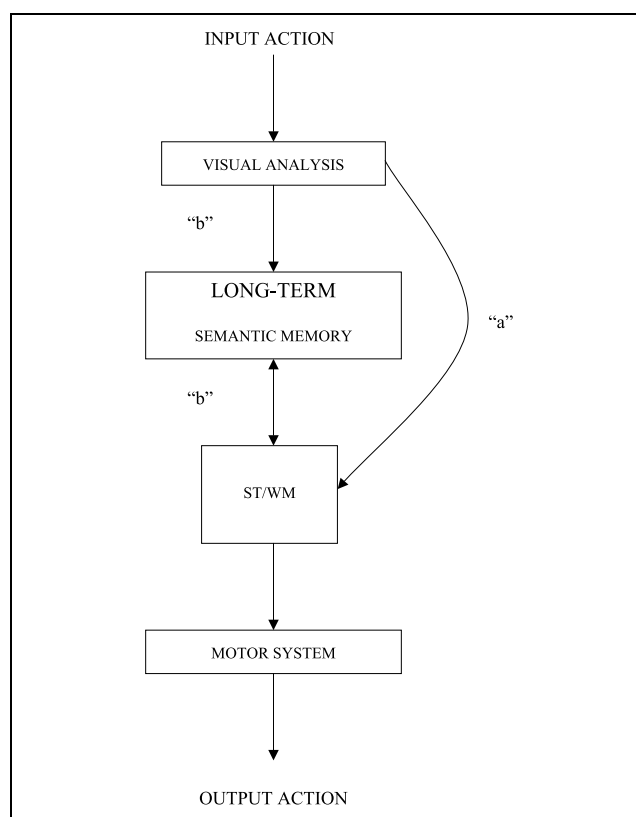 INPUT ACTION
VISUAL ANALYSIS
“b”
LONG-TERM
SEMANTIC MEMORY
“a”
“b”
ST/WM
MOTOR SYSTEM
OUTPUT ACTION